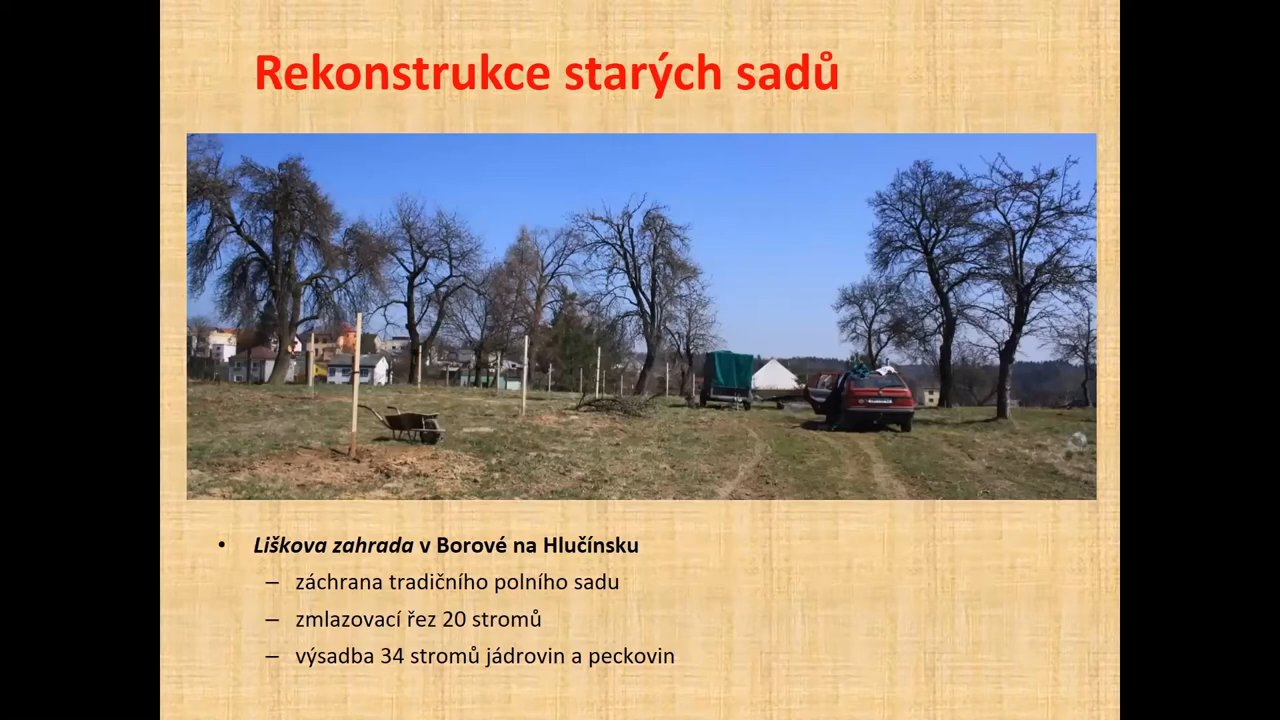 Rekonstrukce starých sadů
• Liškova zahrada v Borové na Hlučínsku
– záchrana tradičního polního sadu
– zmlazovací řez 20 stromů
– výsadba 34 stromů jádrovin a peckovin